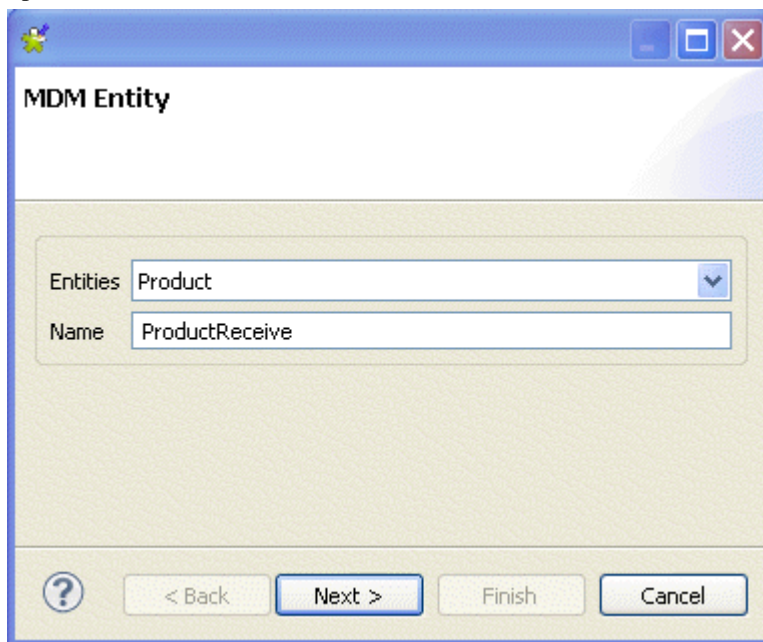 MDM Entity
Entities Product
Name ProductReceive
? < Back Next > Finish Cancel